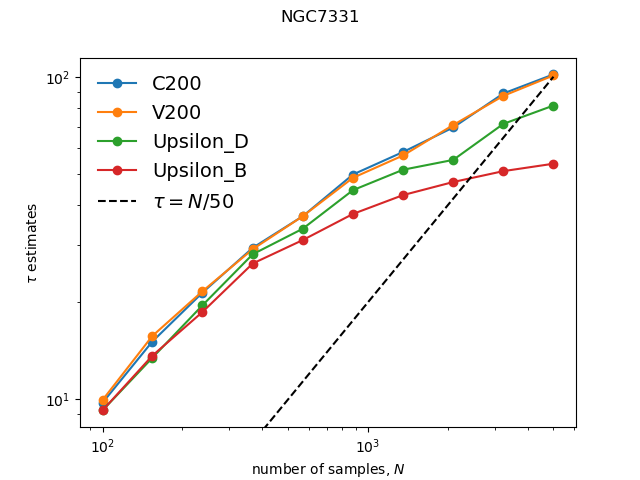 NGC7331
C200
V200
Upsilon_D
Upsilon_B
τ = N/50
10²
10¹
τ estimates
10²
10³
number of samples, N